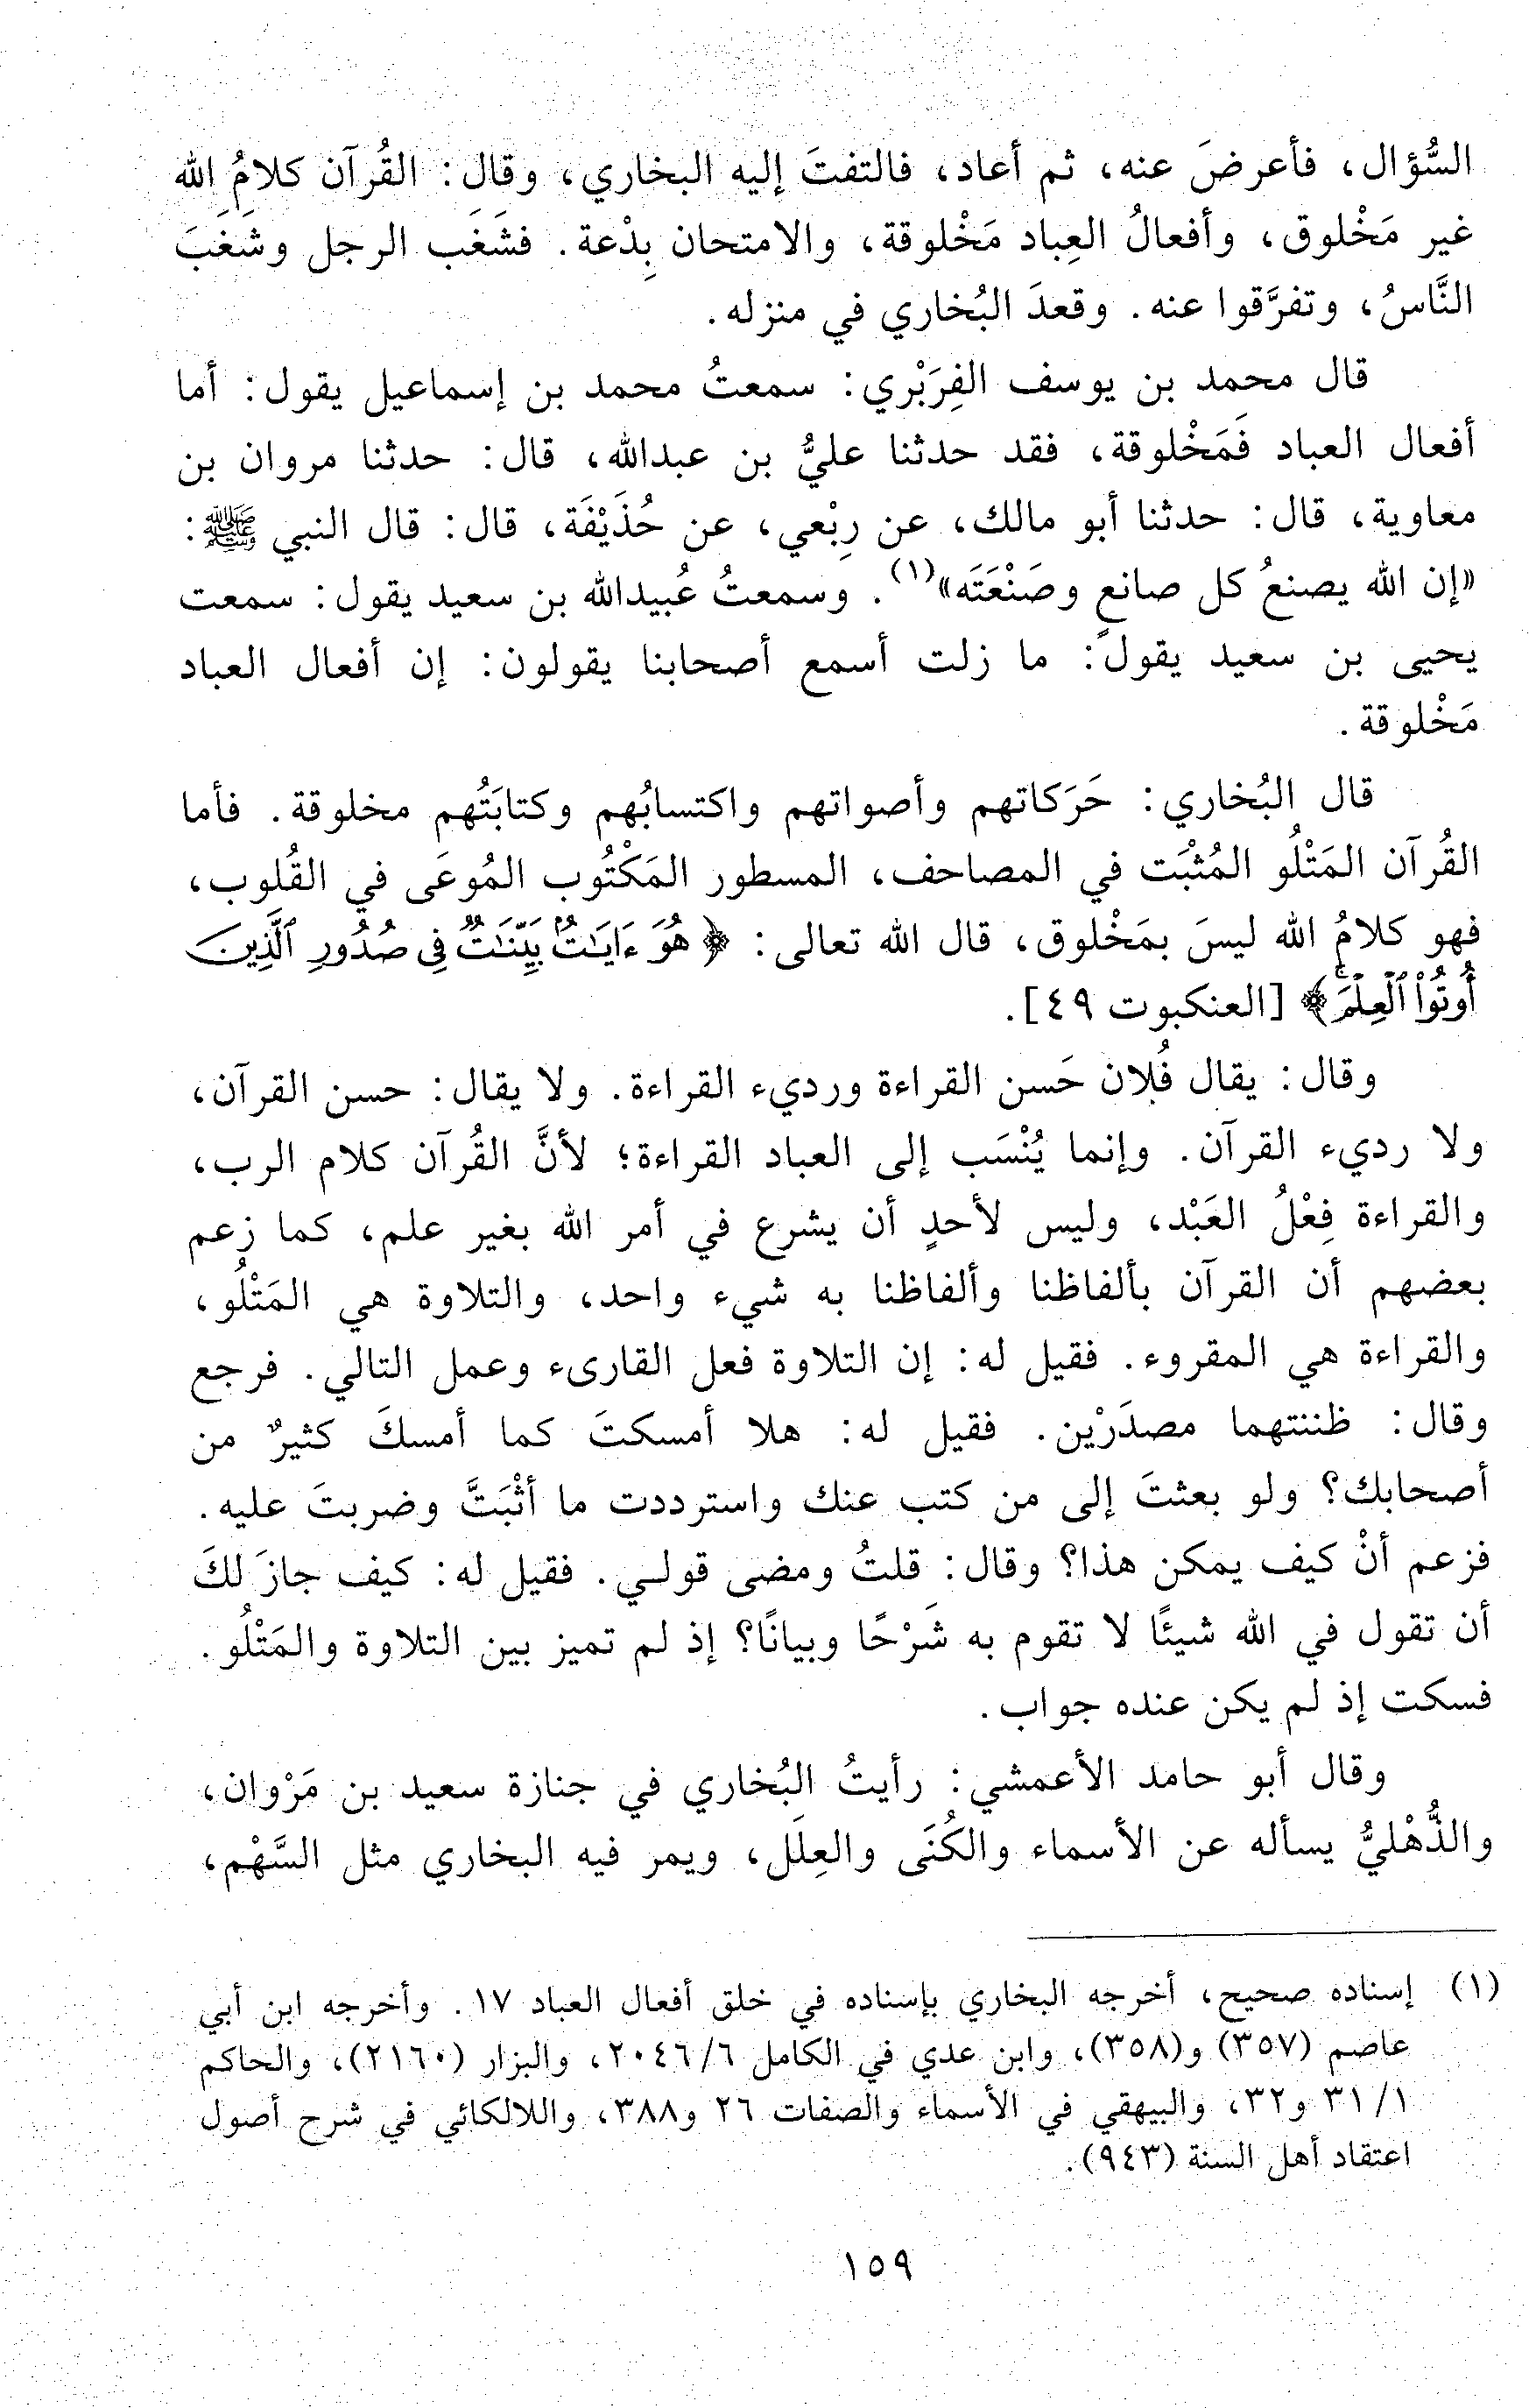 السُّؤال، فأعرضَ عنه، ثم أعاد، فالتفتَ إليه البخاري، وقال: القُرآن كلامُ الله
غير مَخْلوق، وأفعالُ العِباد مَخْلوقة، والامتحان بِدْعة. فشَغَب الرجل وشَغَبَ
النَّاسُ، وتفرَّقوا عنه. وقعدَ البُخاري في منزله.
قال محمد بن يوسف الفِرَبْري: سمعتُ محمد بن إسماعيل يقول: أما
أفعال العباد فَمَخْلوقة، فقد حدثنا عليُّ بن عبدالله، قال: حدثنا مروان بن
معاوية، قال: حدثنا أبو مالك، عن رِبْعي، عن حُذَيْفَة، قال: قال النبي ﷺ:
«إن الله يصنعُ كل صانعٍ وصَنْعَتَه»(١). وسمعتُ عُبيدالله بن سعيد يقول: سمعت
يحيى بن سعيد يقول: ما زلت أسمع أصحابنا يقولون: إن أفعال العباد
مَخْلوقة.
قال البُخاري: حَرَكاتهم وأصواتهم واكتسابُهم وكتابَتُهم مخلوقة. فأما
القُرآن المَتْلُو المُثْبَت في المصاحف، المسطور المَكْتُوب المُوعَى في القُلوب،
فهو كلامُ الله ليسَ بمَخْلوق، قال الله تعالى: ﴿هُوَ ءَايَٰتٌۢ بَيِّنَٰتٌ فِى صُدُورِ ٱلَّذِينَ
أُوتُوا۟ ٱلْعِلْمَۚ﴾ [العنكبوت ٤٩].
وقال: يقال فُلان حَسن القراءة ورديء القراءة. ولا يقال: حسن القرآن،
ولا رديء القرآن. وإنما يُنْسَب إلى العباد القراءة؛ لأنَّ القُرآن كلام الرب،
والقراءة فِعْلُ العَبْد، وليس لأحدٍ أن يشرع في أمر الله بغير علم، كما زعم
بعضهم أن القرآن بألفاظنا وألفاظنا به شيء واحد، والتلاوة هي المَتْلُو،
والقراءة هي المقروء. فقيل له: إن التلاوة فعل القارىء وعمل التالي. فرجع
وقال: ظننتهما مصدَرْين. فقيل له: هلا أمسكتَ كما أمسكَ كثيرٌ من
أصحابك؟ ولو بعثتَ إلى من كتب عنك واسترددت ما أثْبَتَّ وضربتَ عليه.
فزعم أنْ كيف يمكن هذا؟ وقال: قلتُ ومضى قولي. فقيل له: كيف جازَ لكَ
أن تقول في الله شيئًا لا تقوم به شَرْحًا وبيانًا؟ إذ لم تميز بين التلاوة والمَتْلُو.
فسكت إذ لم يكن عنده جواب.
وقال أبو حامد الأعمشي: رأيتُ البُخاري في جنازة سعيد بن مَرْوان،
والذُّهْليُّ يسأله عن الأسماء والكُنَى والعِلَل، ويمر فيه البخاري مثل السَّهْم،
(١) إسناده صحيح، أخرجه البخاري بإسناده في خلق أفعال العباد ١٧. وأخرجه ابن أبي
عاصم (٣٥٧) و(٣٥٨)، وابن عدي في الكامل ٢٠٤٦/٦، والبزار (٢١٦٠)، والحاكم
٣١/١ و٣٢، والبيهقي في الأسماء والصفات ٢٦ و٣٨٨، واللالكائي في شرح أصول
اعتقاد أهل السنة (٩٤٣).
١٥٩